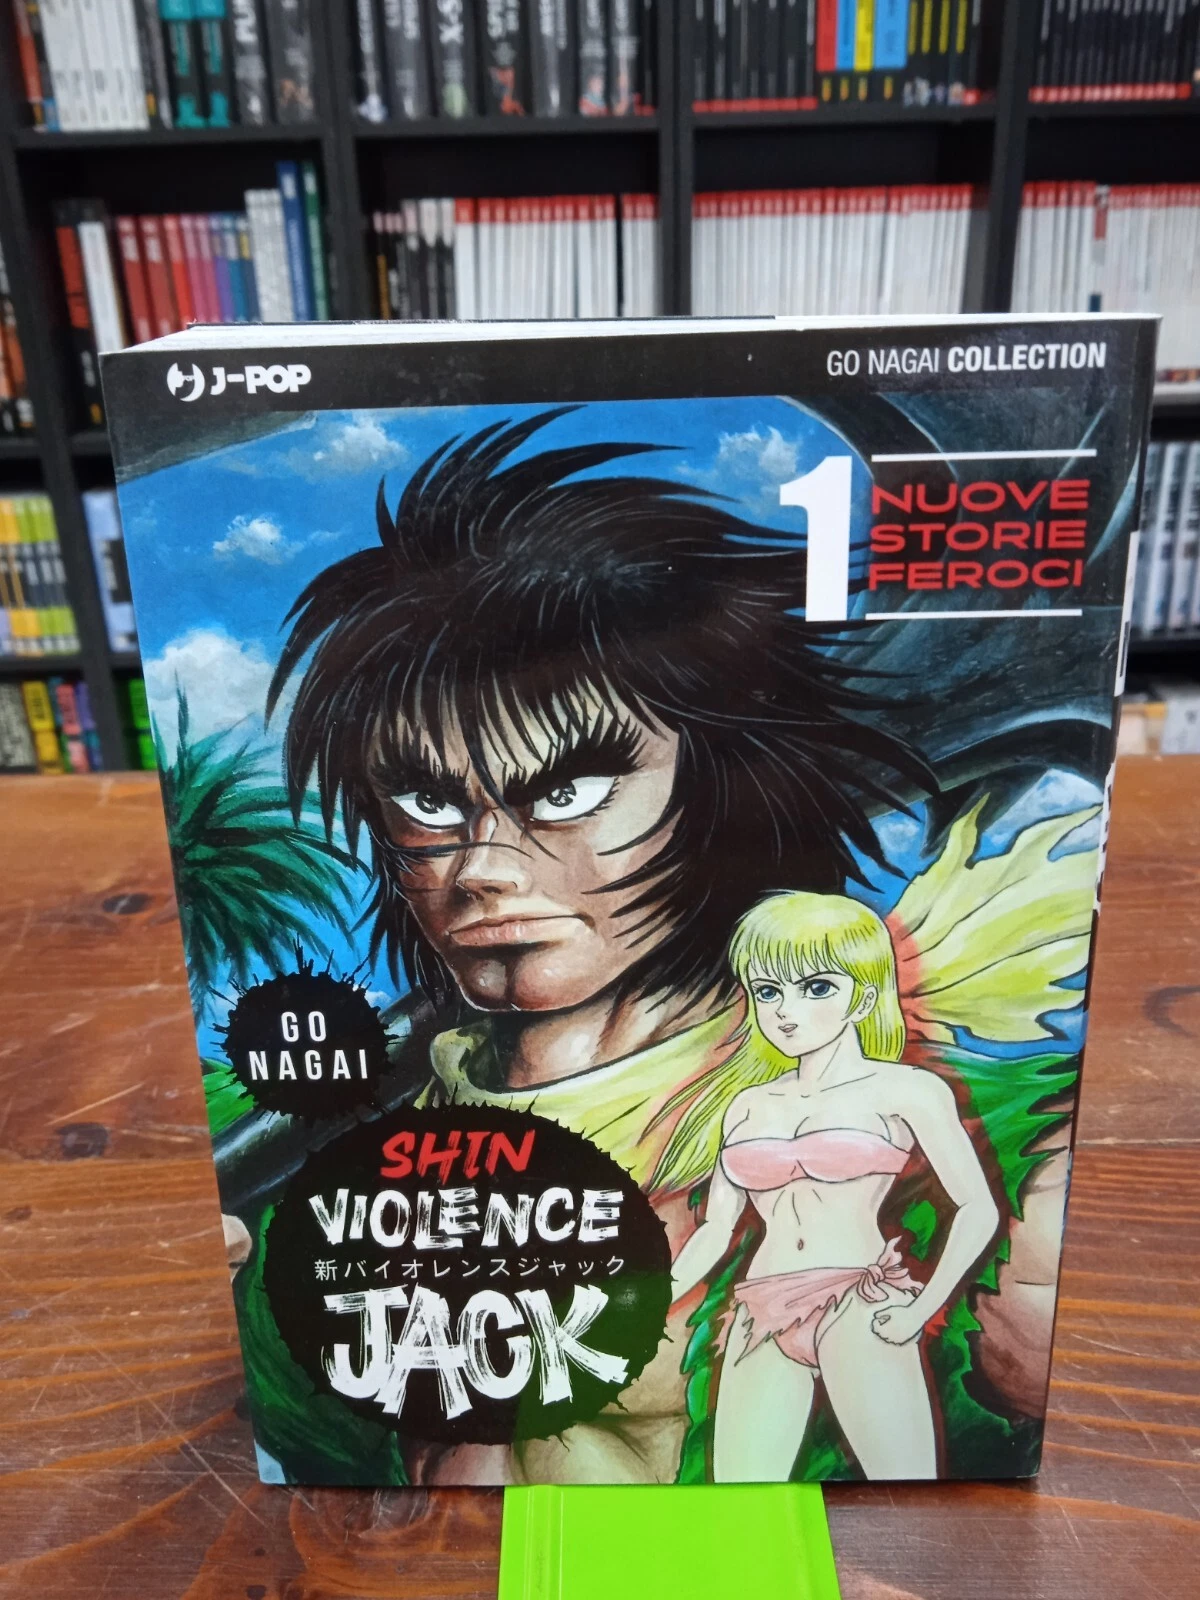 J-POP
GO NAGAI COLLECTION
1
NUOVE
STORIE
FEROCI
GO
NAGAI
SHIN
VIOLENCE
新バイオレンスジャック
JACK